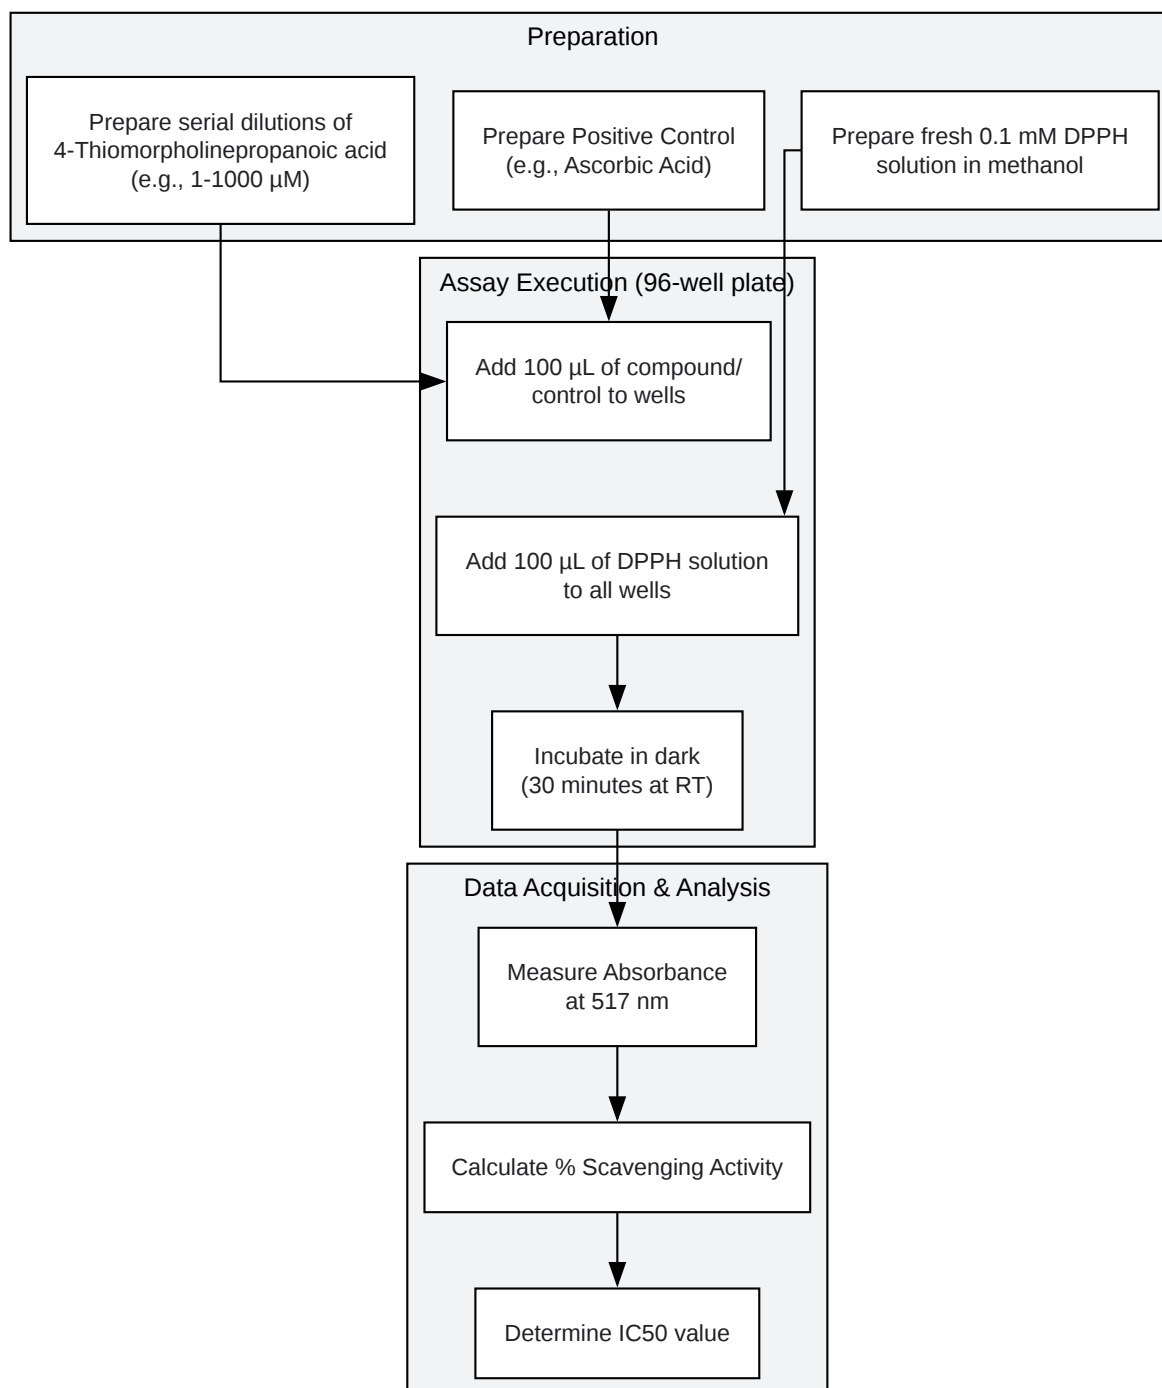 Preparation
Prepare serial dilutions of
4-Thiomorpholinepropanoic acid
(e.g., 1-1000 µM)
Prepare Positive Control
(e.g., Ascorbic Acid)
Prepare fresh 0.1 mM DPPH
solution in methanol
Assay Execution (96-well plate)
Add 100 µL of compound/
control to wells
Add 100 µL of DPPH solution
to all wells
Incubate in dark
(30 minutes at RT)
Data Acquisition & Analysis
Measure Absorbance
at 517 nm
Calculate % Scavenging Activity
Determine IC50 value